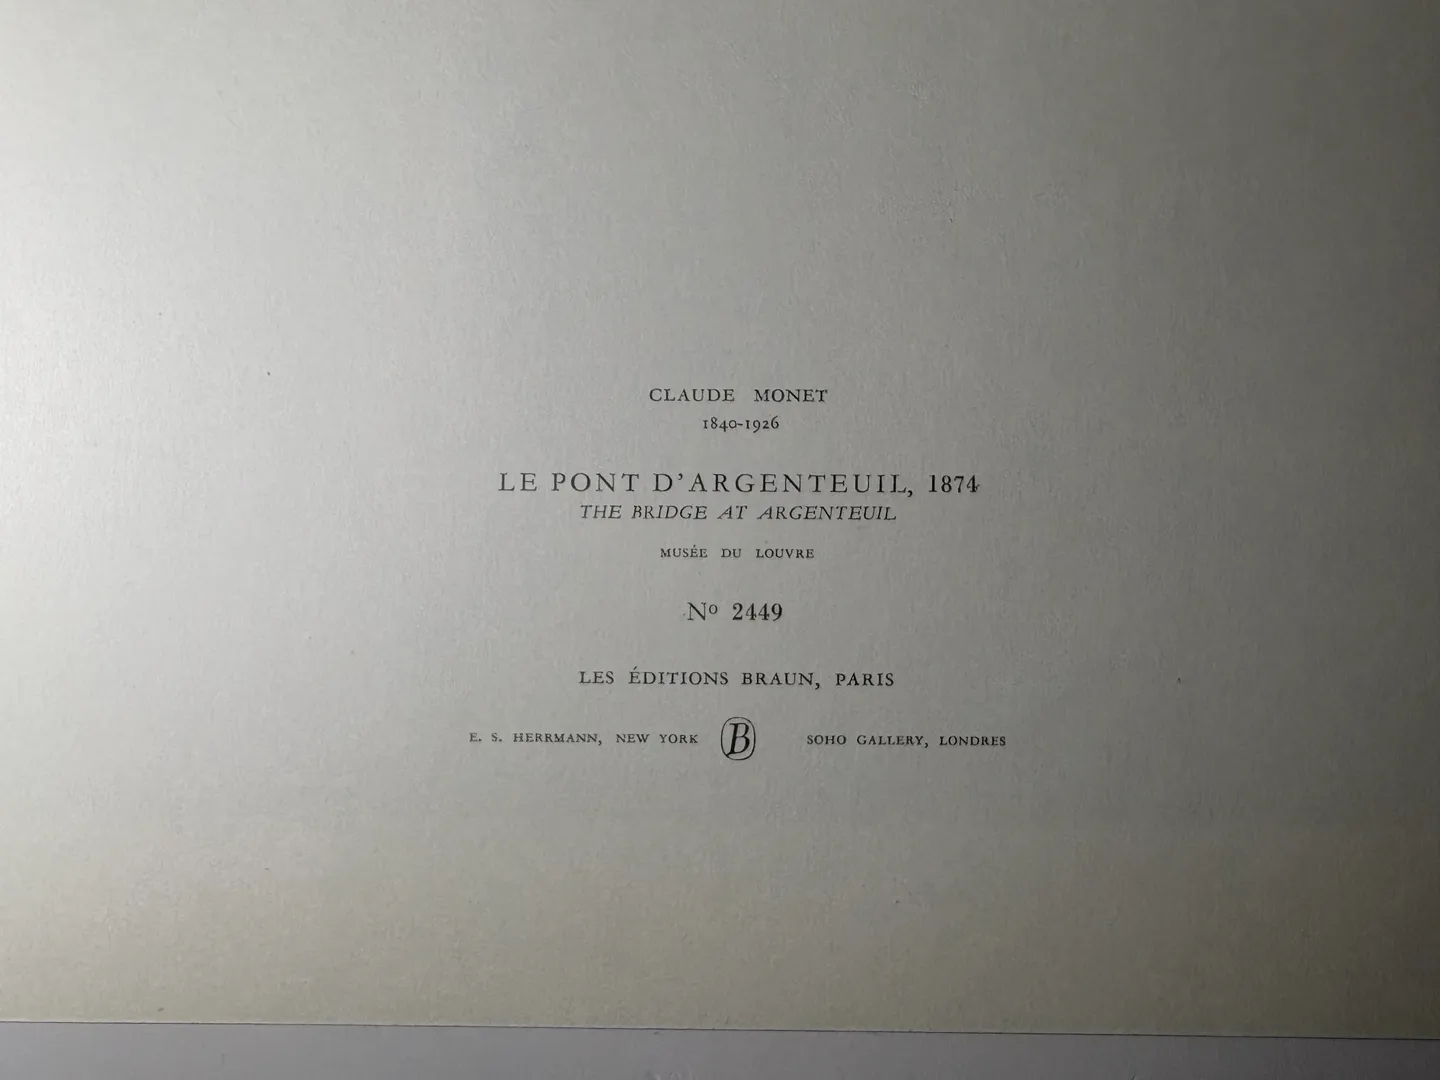 CLAUDE MONET
1840-1926
LE PONT D'ARGENTEUIL, 1874
THE BRIDGE AT ARGENTEUIL
MUSÉE DU LOUVRE
Nº 2449
LES ÉDITIONS BRAUN, PARIS
E. S. HERRMANN, NEW YORK B SOHO GALLERY, LONDRES